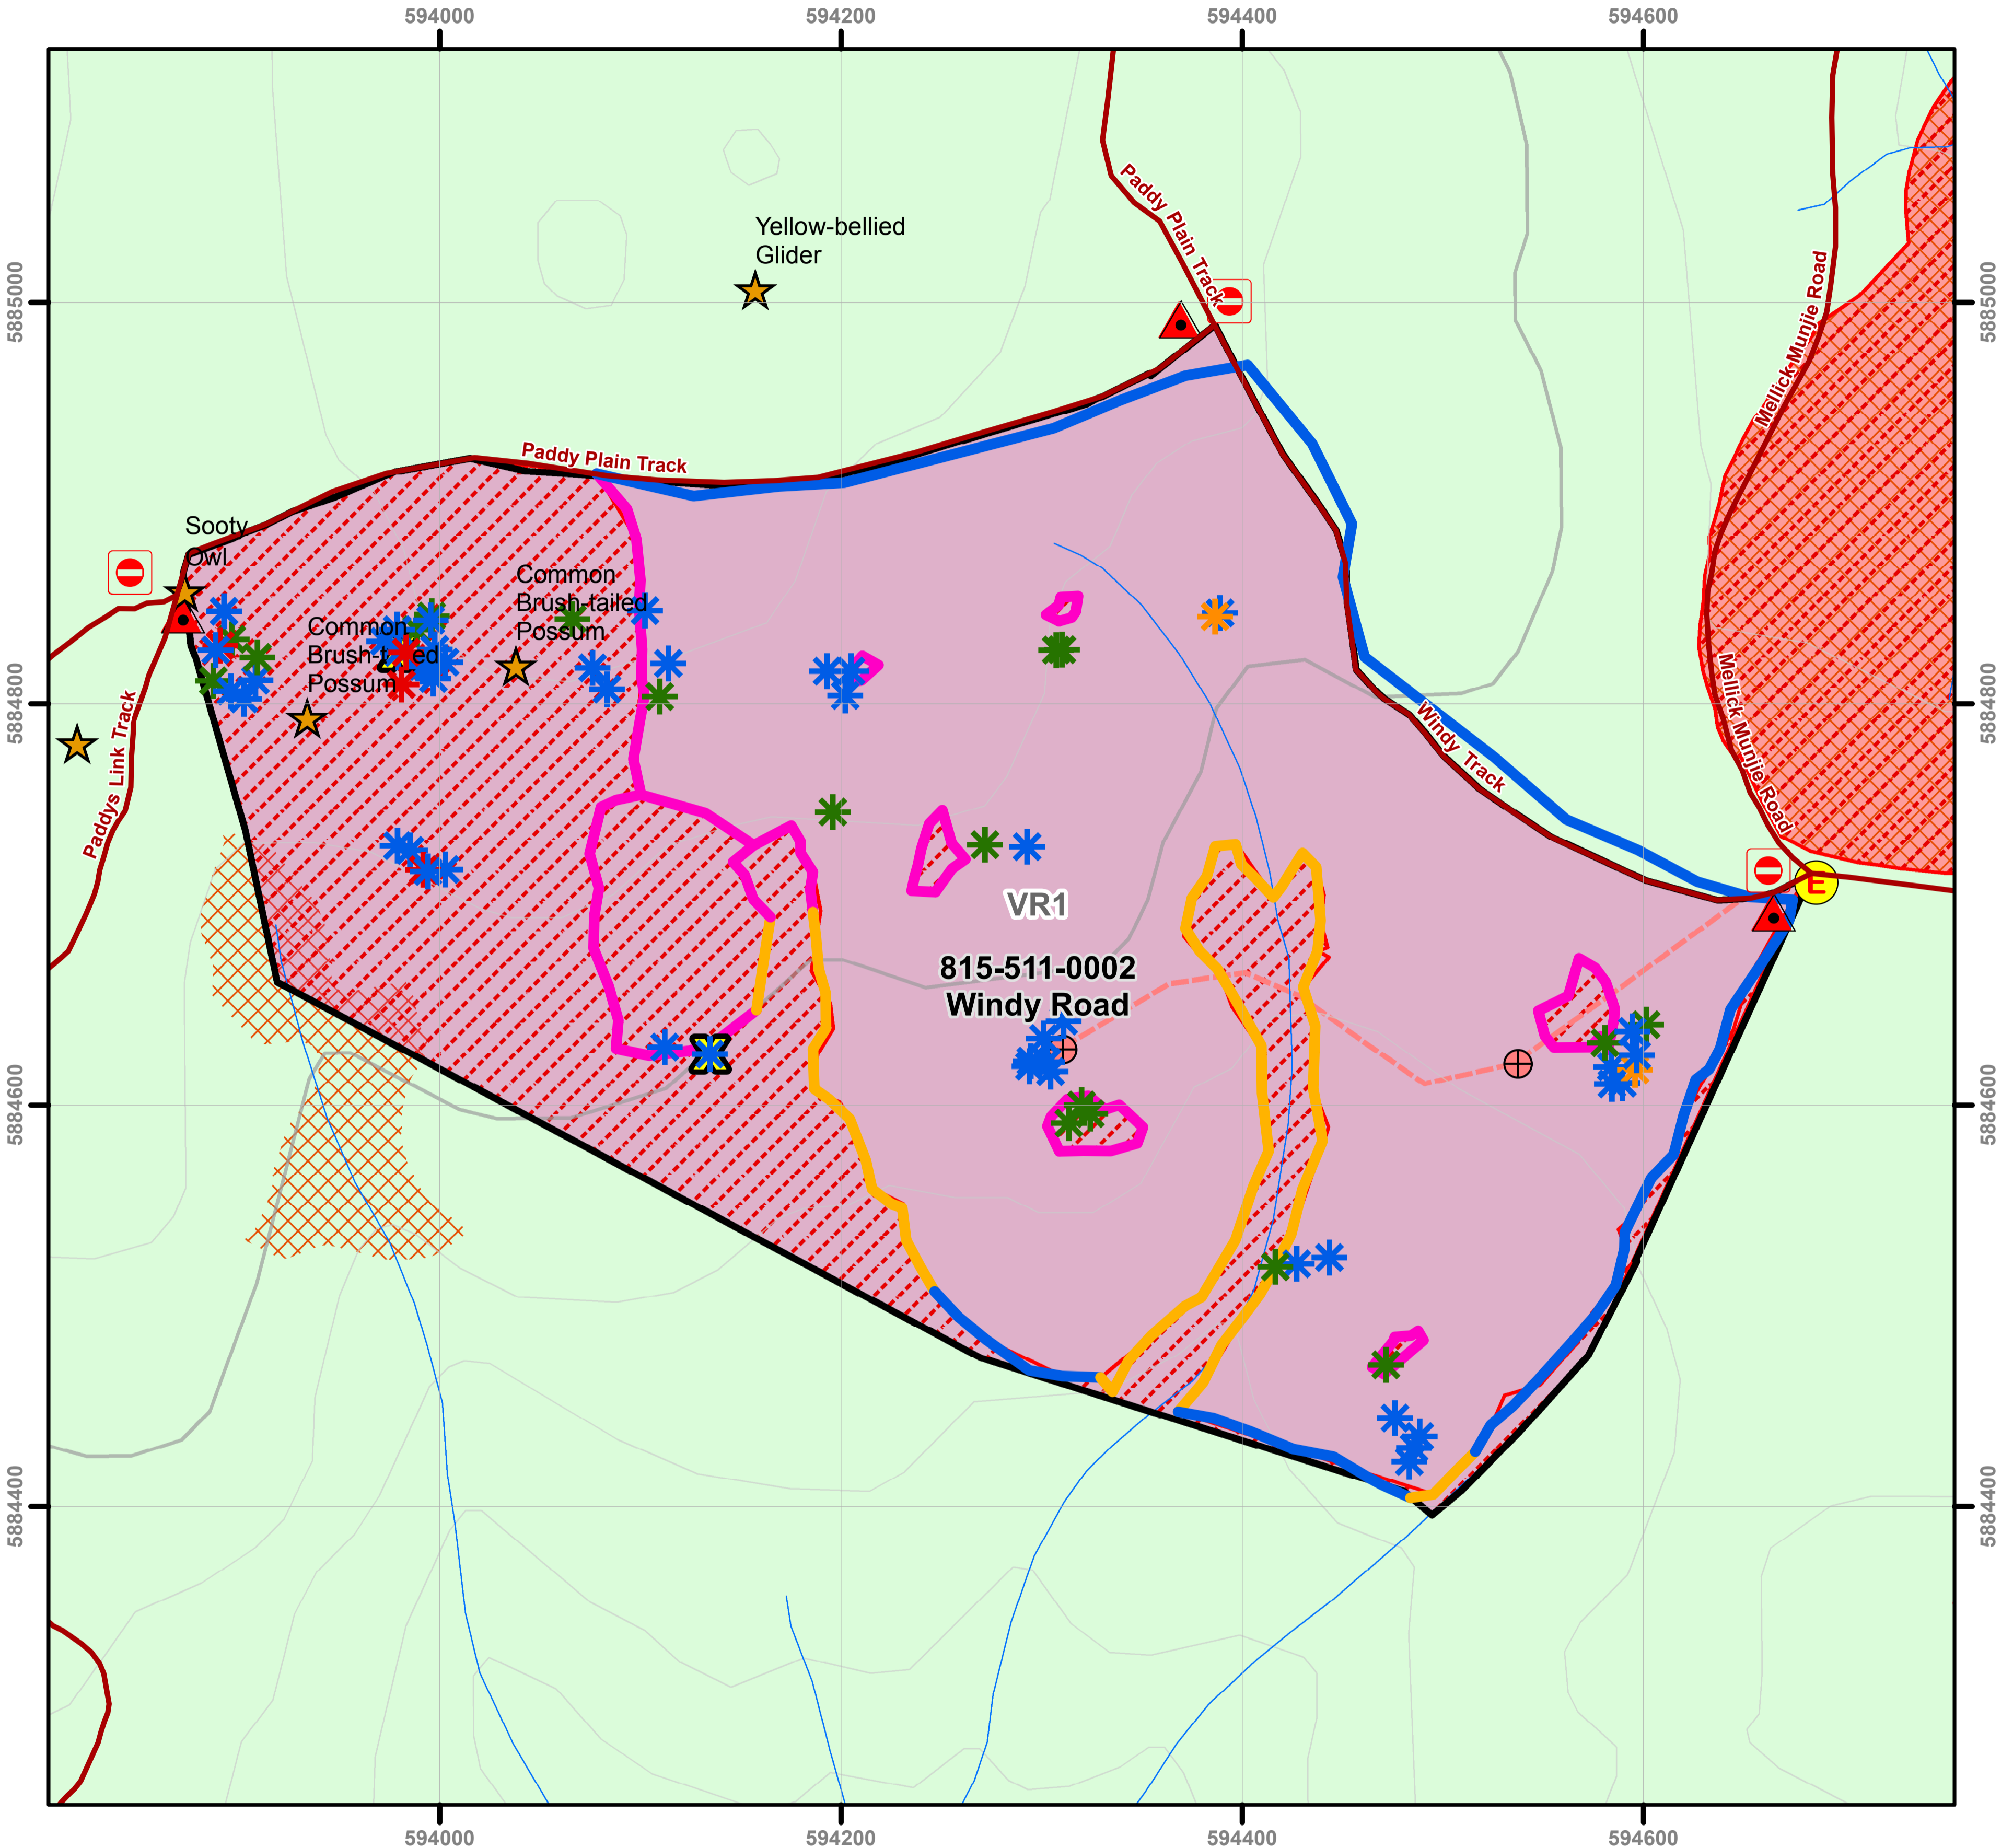 594000
594200
594400
594600
5885000
5885000
Yellow-bellied
Glider
Paddy Plain Track
Mellick Munjie Road
Paddy Plain Track
Sooty
Owl
Common
Brush-tailed
Possum
Common
Brush-tailed
Possum
5884800
5884800
Paddys Link Track
Windy Track
Mellick Munjie Road
E
VR1
815-511-0002
Windy Road
5884600
5884600
5884400
5884400
594000
594200
594400
594600